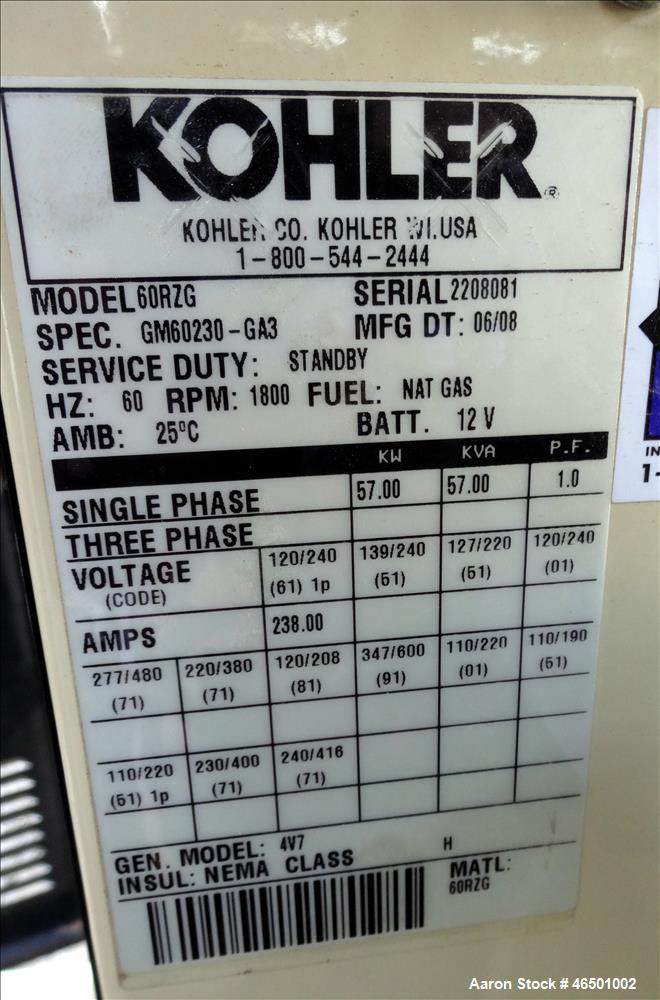 KOHLER®
KOHLER CO. KOHLER WI.USA
1-800-544-2444
MODEL 60RZG SERIAL 2208081
SPEC. GM60230-GA3 MFG DT: 06/08
SERVICE DUTY: STANDBY
HZ: 60 RPM: 1800 FUEL: NAT GAS
AMB: 25ºC BATT. 12 V
KW KVA P.F.
SINGLE PHASE 57.00 57.00 1.0
THREE PHASE
VOLTAGE 120/240 139/240 127/220 120/240
(CODE) (61) 1p (51) (51) (01)
AMPS 238.00
277/480 220/380 120/208 347/600 110/220 110/190
(71) (71) (81) (91) (01) (51)
110/220 230/400 240/416
(51) 1p (71) (71)
GEN. MODEL: 4V7
INSUL: NEMA CLASS H MATL:
60RZG
IN
1-
Aaron Stock # 46501002